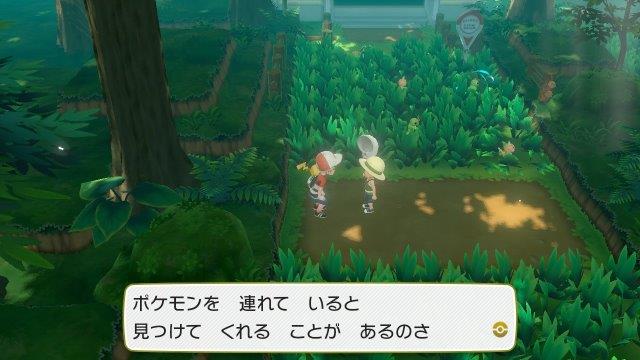 ポケモンを　連れて　いると
見つけて　くれる　ことが　あるのさ